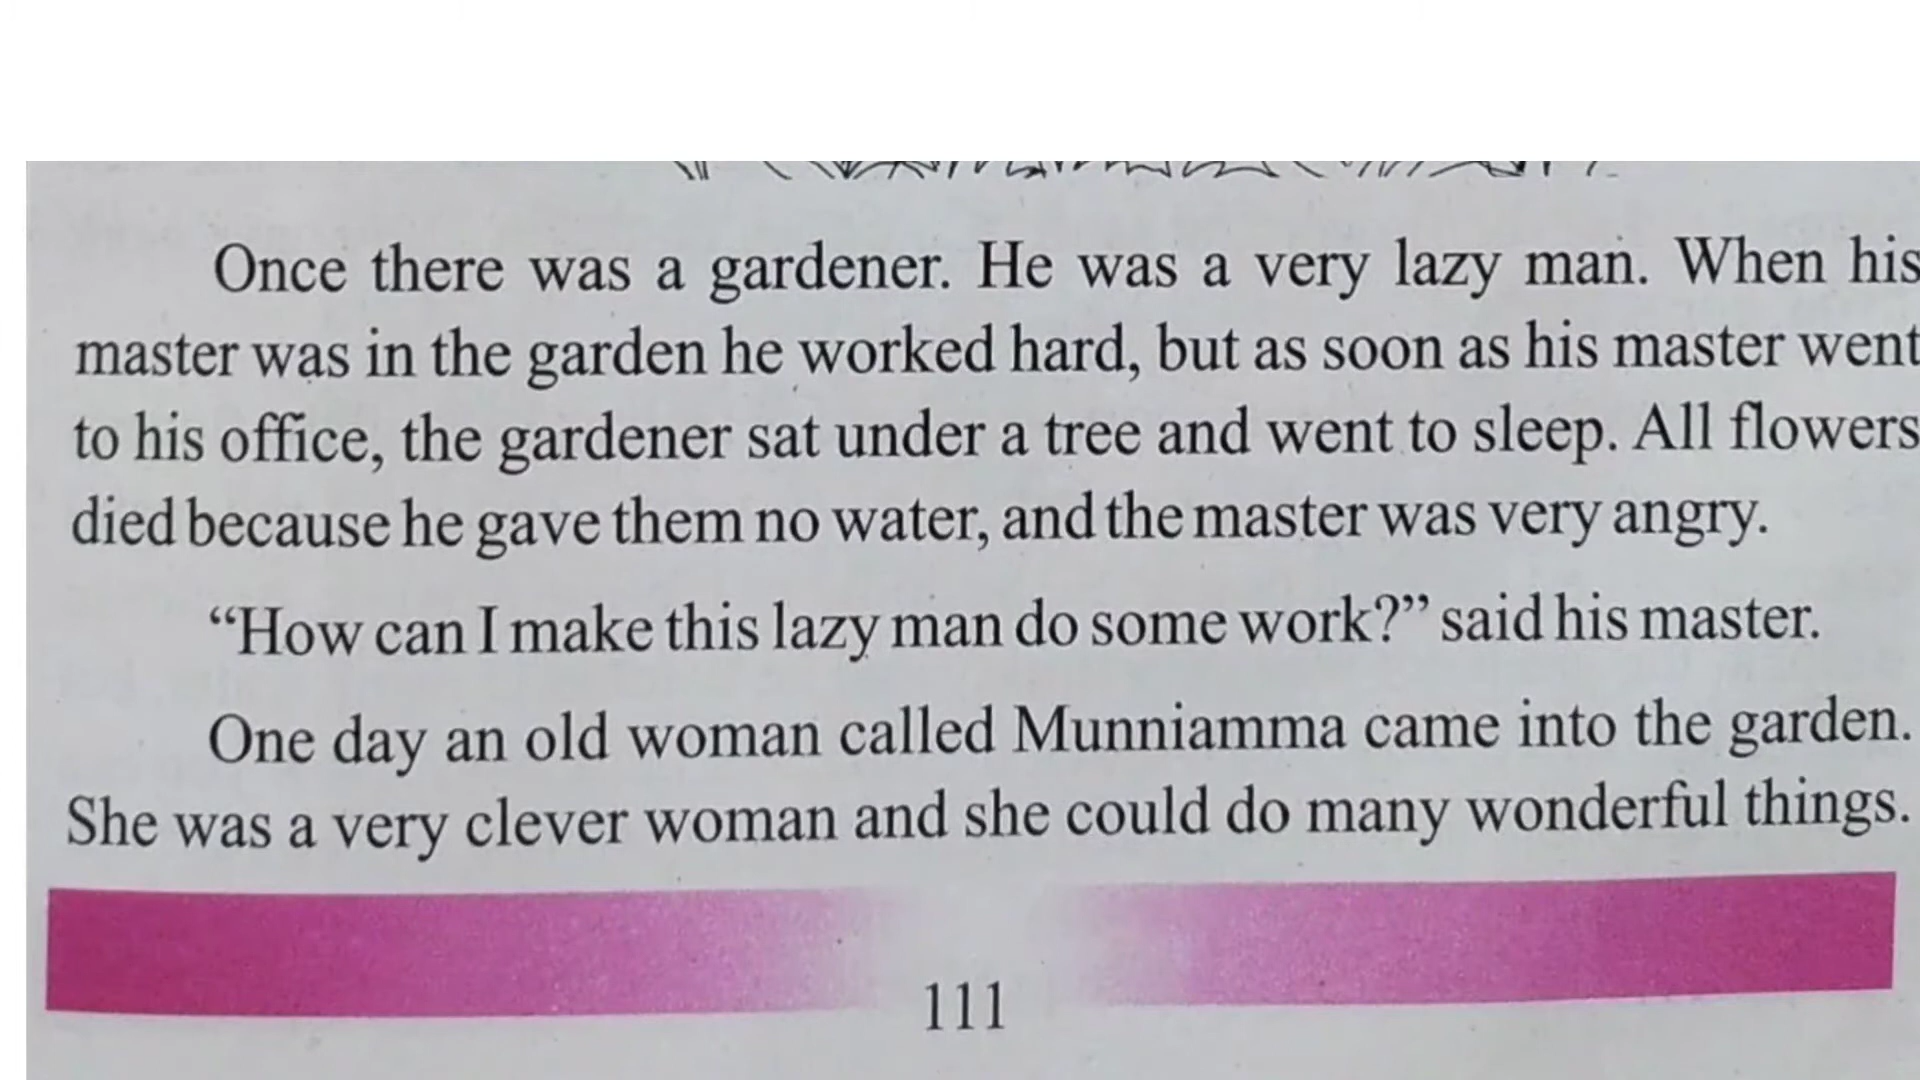 Once there was a gardener. He was a very lazy man. When his
master was in the garden he worked hard, but as soon as his master went
to his office, the gardener sat under a tree and went to sleep. All flowers
died because he gave them no water, and the master was very angry.
“How can I make this lazy man do some work?” said his master.
One day an old woman called Munniamma came into the garden.
She was a very clever woman and she could do many wonderful things.
111